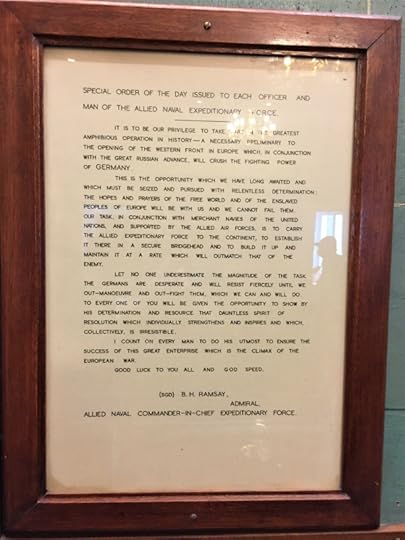 SPECIAL ORDER OF THE DAY ISSUED TO EACH OFFICER AND
MAN OF THE ALLIED NAVAL EXPEDITIONARY FORCE.
IT IS TO BE OUR PRIVILEGE TO TAKE PART IN THE GREATEST
AMPHIBIOUS OPERATION IN HISTORY—A NECESSARY PRELIMINARY TO
THE OPENING OF THE WESTERN FRONT IN EUROPE WHICH, IN CONJUNCTION
WITH THE GREAT RUSSIAN ADVANCE, WILL CRUSH THE FIGHTING POWER
OF GERMANY.
THIS IS THE OPPORTUNITY WHICH WE HAVE LONG AWAITED AND
WHICH MUST BE SEIZED AND PURSUED WITH RELENTLESS DETERMINATION:
THE HOPES AND PRAYERS OF THE FREE WORLD AND OF THE ENSLAVED
PEOPLES OF EUROPE WILL BE WITH US AND WE CANNOT FAIL THEM.
OUR TASK, IN CONJUNCTION WITH MERCHANT NAVIES OF THE UNITED
NATIONS, AND SUPPORTED BY THE ALLIED AIR FORCES, IS TO CARRY
THE ALLIED EXPEDITIONARY FORCE TO THE CONTINENT, TO ESTABLISH
IT THERE IN A SECURE BRIDGEHEAD AND TO BUILD IT UP AND
MAINTAIN IT AT A RATE WHICH WILL OUTMATCH THAT OF THE
ENEMY.
LET NO ONE UNDERESTIMATE THE MAGNITUDE OF THE TASK.
THE GERMANS ARE DESPERATE AND WILL RESIST FIERCELY UNTIL WE
OUT—MANOEUVRE AND OUT—FIGHT THEM, WHICH WE CAN AND WILL DO.
TO EVERY ONE OF YOU WILL BE GIVEN THE OPPORTUNITY TO SHOW BY
HIS DETERMINATION AND RESOURCE THAT DAUNTLESS SPIRIT OF
RESOLUTION WHICH INDIVIDUALLY STRENGTHENS AND INSPIRES AND WHICH,
COLLECTIVELY, IS IRRESISTIBLE.
I COUNT ON EVERY MAN TO DO HIS UTMOST TO ENSURE THE
SUCCESS OF THIS GREAT ENTERPRISE WHICH IS THE CLIMAX OF THE
EUROPEAN WAR.
GOOD LUCK TO YOU ALL AND GOD SPEED.
(SGD) B. H. RAMSAY,
ADMIRAL,
ALLIED NAVAL COMMANDER-IN-CHIEF EXPEDITIONARY FORCE.